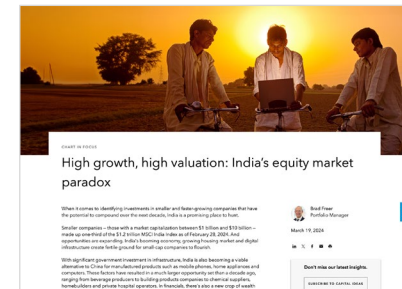 CHART IN FOCUS
High growth, high valuation: India's equity market
paradox
When it comes to identifying investments in smaller and faster-growing companies that have
the potential to compound over the next decade, India is a promising place to hunt.
Smaller companies – those with a market capitalization between $1 billion and $10 billion –
made up one-third of the $1.2 trillion MSCI India Index as of February 28, 2024. And
opportunities are expanding. India's booming economy, growing housing market and digital
infrastructure create fertile ground for small cap companies to flourish.
With significant government investment in infrastructure, India is also becoming a viable
alternative to China for manufactured products such as mobile phones, home appliances and
computers. These factors have resulted in a much larger opportunity set than a decade ago,
ranging from beverage producers to building products companies to chemical suppliers,
homebuilders and private hospital operators. In financials, there's also a new crop of wealth
Brad Freer
Portfolio Manager
March 19, 2024
Don't miss our latest insights.
SUBSCRIBE TO CAPITAL IDEAS